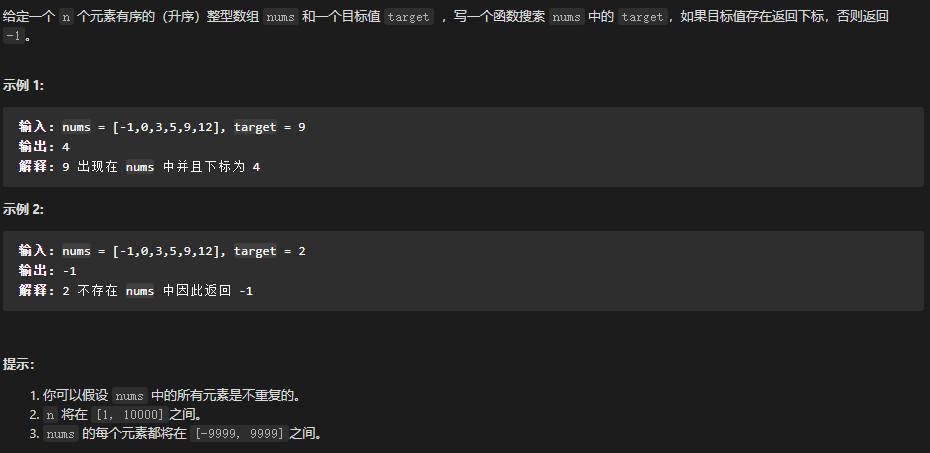 给定一个 n 个元素有序的（升序）整型数组 nums 和一个目标值 target ，写一个函数搜索 nums 中的 target，如果目标值存在返回下标，否则返回
-1。
示例 1:
输入: nums = [-1,0,3,5,9,12], target = 9
输出: 4
解释: 9 出现在 nums 中并且下标为 4
示例 2:
输入: nums = [-1,0,3,5,9,12], target = 2
输出: -1
解释: 2 不存在 nums 中因此返回 -1
提示：
1. 你可以假设 nums 中的所有元素是不重复的。
2. n 将在 [1, 10000]之间。
3. nums 的每个元素都将在 [-9999, 9999]之间。